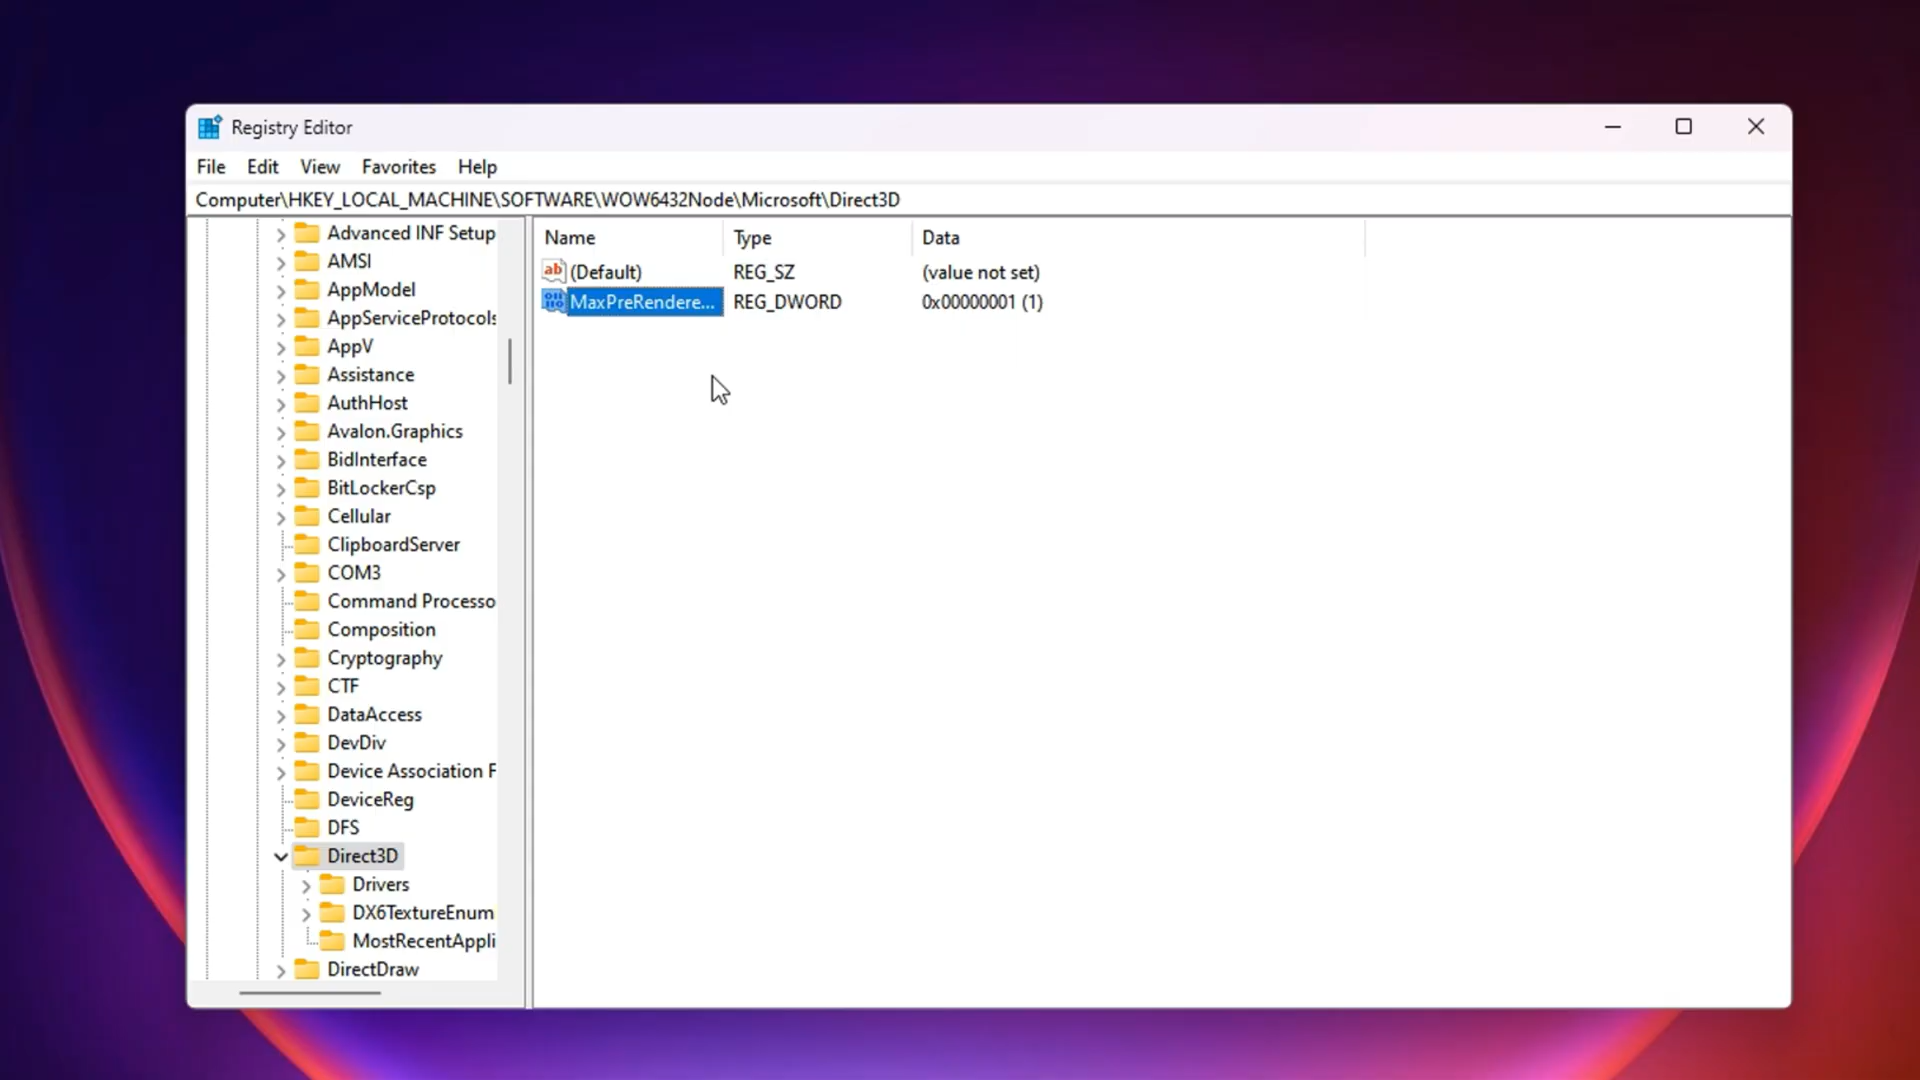 Registry Editor
File Edit View Favorites Help
Computer\HKEY_LOCAL_MACHINE\SOFTWARE\WOW6432Node\Microsoft\Direct3D
Advanced INF Setup
AMSI
AppModel
AppServiceProtocols
AppV
Assistance
AuthHost
Avalon.Graphics
BidInterface
BitLockerCsp
Cellular
ClipboardServer
COM3
Command Processo
Composition
Cryptography
CTF
DataAccess
DevDiv
Device Association F
DeviceReg
DFS
Direct3D
Drivers
DX6TextureEnum
MostRecentAppli
DirectDraw
Name Type Data
(Default) REG_SZ (value not set)
MaxPreRendere... REG_DWORD 0x00000001 (1)